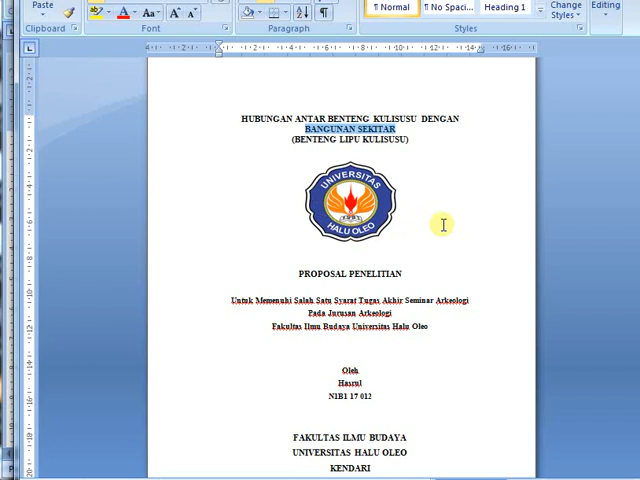 Paste
Clipboard
Font
Paragraph
Normal
No Spaci...
Heading 1
Change
Styles
Styles
Editing
HUBUNGAN ANTAR BENTENG KULISUSU DENGAN
BANGUNAN SEKITAR
(BENTENG LIPU KULISUSU)
UNIVERSITAS
HALU OLEO
PROPOSAL PENELITIAN
Untuk Memenuhi Salah Satu Syarat Tugas Akhir Seminar Arkeologi
Pada Jurusan Arkeologi
Fakultas Ilmu Budaya Universitas Halu Oleo
Oleh
Hasrul
N1B1 17 012
FAKULTAS ILMU BUDAYA
UNIVERSITAS HALU OLEO
KENDARI